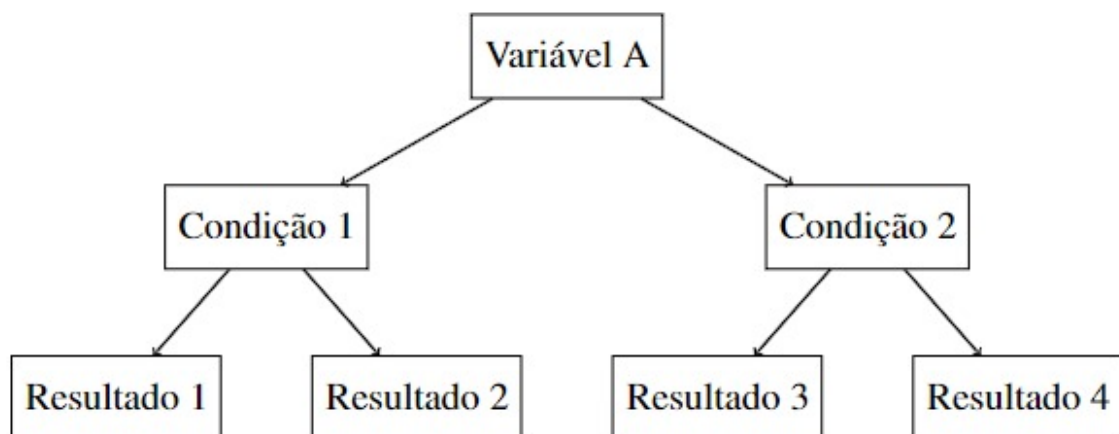 Variável A
Condição 1
Condição 2
Resultado 1
Resultado 2
Resultado 3
Resultado 4